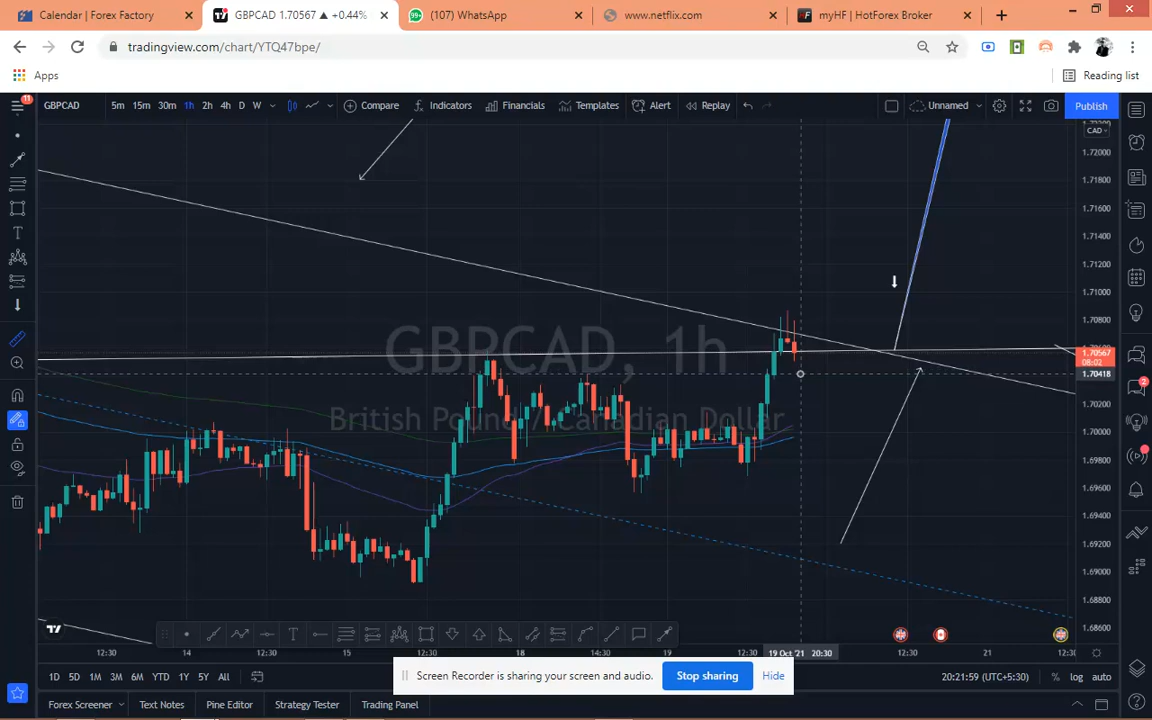 Calendar | Forex Factory
GBPCAD 1.70567 ▲ +0.44%
99+ (107) WhatsApp
www.netflix.com
myHF | HotForex Broker
tradingview.com/chart/YTQ47bpe/
Apps
Reading list
11
GBPCAD 5m 15m 30m 1h 2h 4h D W Compare Indicators Financials Templates Alert Replay Unnamed Publish
CAD
1.72000
1.71800
1.71600
1.71400
1.71200
1.71000
1.70800
1.70567
08:02
1.70418
1.70200
1.70000
1.69800
1.69600
1.69400
1.69200
1.69000
1.68800
1.68600
GBPCAD, 1h
British Pound / Canadian Dollar
2
12:30 14 12:30 15 12:30 18 14:30 19 12:30 19 Oct '21 20:30 12:30 21 12:30
1D 5D 1M 3M 6M YTD 1Y 5Y All
20:21:59 (UTC+5:30) % log auto
Screen Recorder is sharing your screen and audio. Stop sharing Hide
Forex Screener Text Notes Pine Editor Strategy Tester Trading Panel